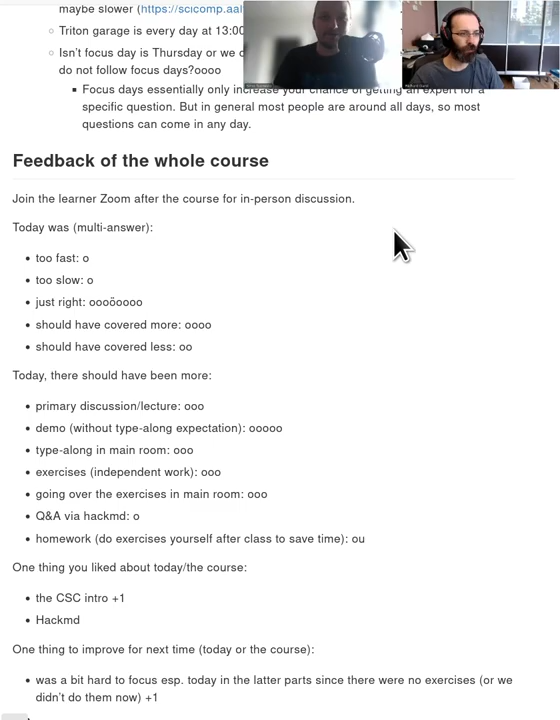 maybe slower (https://scicomp.aal
Triton garage is every day at 13:00
Isn't focus day is Thursday or we c
do not follow focus days?oooo
Focus days essentially only increase your chance of getting an expert for a
specific question. But in general most people are around all days, so most
questions can come in any day.
Feedback of the whole course
Join the learner Zoom after the course for in-person discussion.
Today was (multi-answer):
too fast: o
too slow: o
just right: oooöoooo
should have covered more: oooo
should have covered less: oo
Today, there should have been more:
primary discussion/lecture: ooo
demo (without type-along expectation): ooooo
type-along in main room: ooo
exercises (independent work): ooo
going over the exercises in main room: ooo
Q&A via hackmd: o
homework (do exercises yourself after class to save time): ou
One thing you liked about today/the course:
the CSC intro +1
Hackmd
One thing to improve for next time (today or the course):
was a bit hard to focus esp. today in the latter parts since there were no exercises (or we
didn't do them now) +1